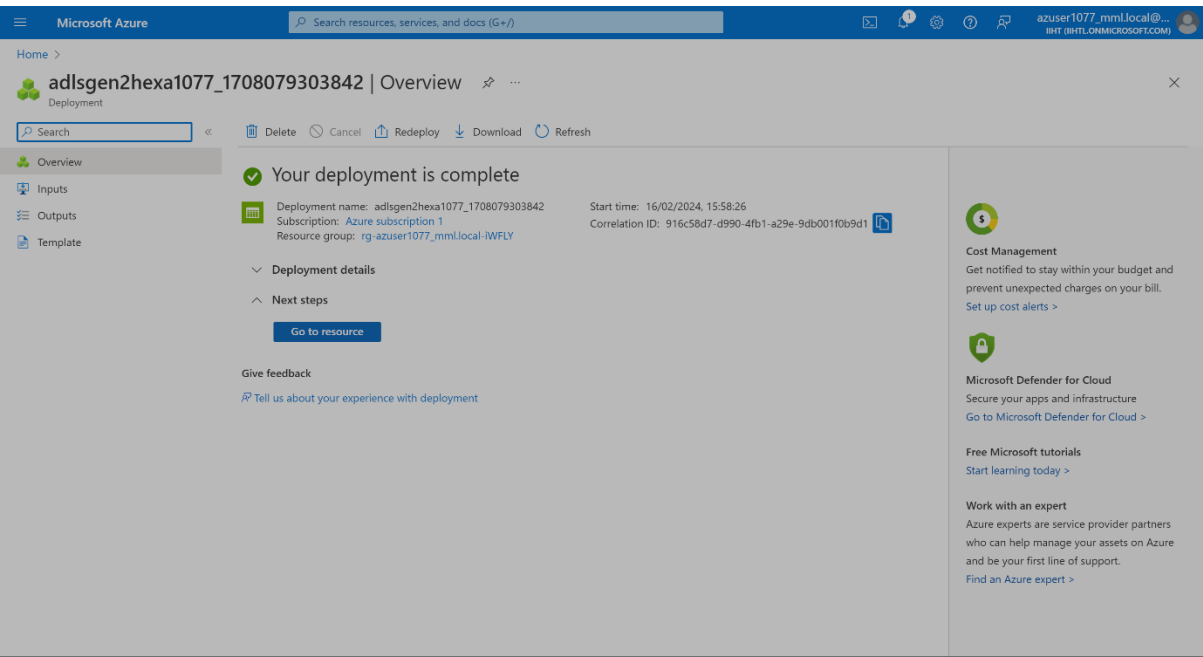 Microsoft Azure
Search resources, services, and docs (G+/)
1
azuser1077_mml.local@...
IIHT (IIHTL.ONMICROSOFT.COM)
Home >
adlsgen2hexa1077_1708079303842 | Overview
Deployment
Search
Delete Cancel Redeploy Download Refresh
Overview
Inputs
Outputs
Template
Your deployment is complete
Deployment name: adlsgen2hexa1077_1708079303842
Subscription: Azure subscription 1
Resource group: rg-azuser1077_mml.local-iWFLY
Start time: 16/02/2024, 15:58:26
Correlation ID: 916c58d7-d990-4fb1-a29e-9db001f0b9d1
Deployment details
Next steps
Go to resource
Give feedback
Tell us about your experience with deployment
Cost Management
Get notified to stay within your budget and
prevent unexpected charges on your bill.
Set up cost alerts >
Microsoft Defender for Cloud
Secure your apps and infrastructure
Go to Microsoft Defender for Cloud >
Free Microsoft tutorials
Start learning today >
Work with an expert
Azure experts are service provider partners
who can help manage your assets on Azure
and be your first line of support.
Find an Azure expert >